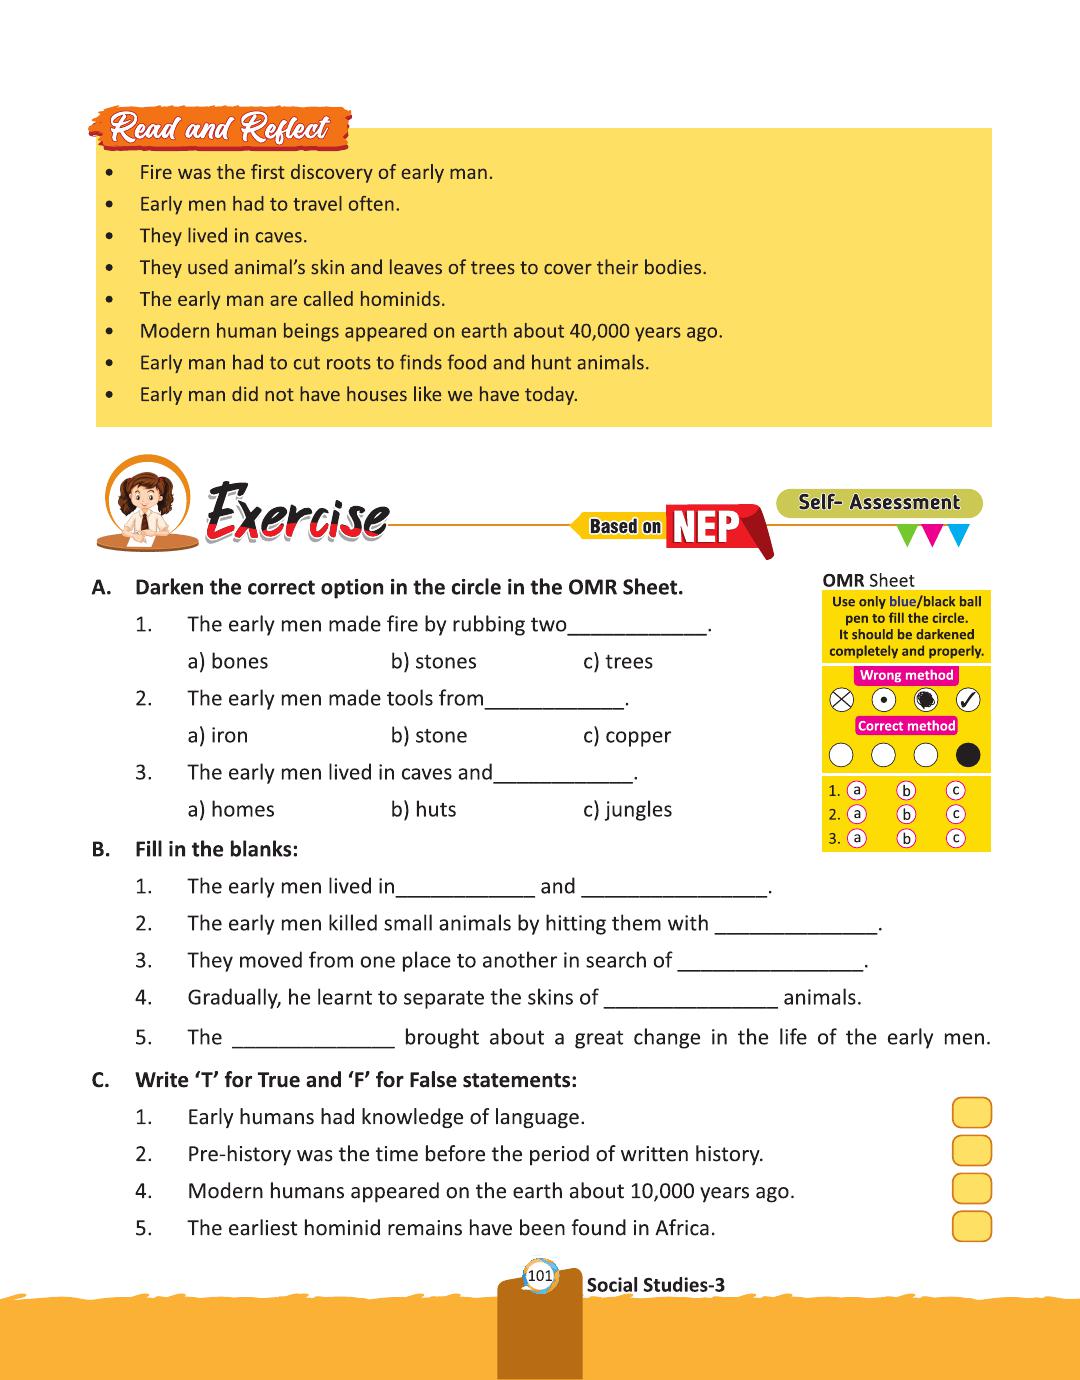 Read and Reflect
• Fire was the first discovery of early man.
• Early men had to travel often.
• They lived in caves.
• They used animal’s skin and leaves of trees to cover their bodies.
• The early man are called hominids.
• Modern human beings appeared on earth about 40,000 years ago.
• Early man had to cut roots to finds food and hunt animals.
• Early man did not have houses like we have today.
Exercise
Based on NEP
Self- Assessment
A. Darken the correct option in the circle in the OMR Sheet.
1. The early men made fire by rubbing two____________.
a) bones b) stones c) trees
2. The early men made tools from____________.
a) iron b) stone c) copper
3. The early men lived in caves and____________.
a) homes b) huts c) jungles
OMR Sheet
Use only blue/black ball
pen to fill the circle.
It should be darkened
completely and properly.
Wrong method
Correct method
1. a b c
2. a b c
3. a b c
B. Fill in the blanks:
1. The early men lived in____________ and ________________.
2. The early men killed small animals by hitting them with ______________.
3. They moved from one place to another in search of ________________.
4. Gradually, he learnt to separate the skins of _______________ animals.
5. The ______________ brought about a great change in the life of the early men.
C. Write ‘T’ for True and ‘F’ for False statements:
1. Early humans had knowledge of language.
2. Pre-history was the time before the period of written history.
4. Modern humans appeared on the earth about 10,000 years ago.
5. The earliest hominid remains have been found in Africa.
101
Social Studies-3